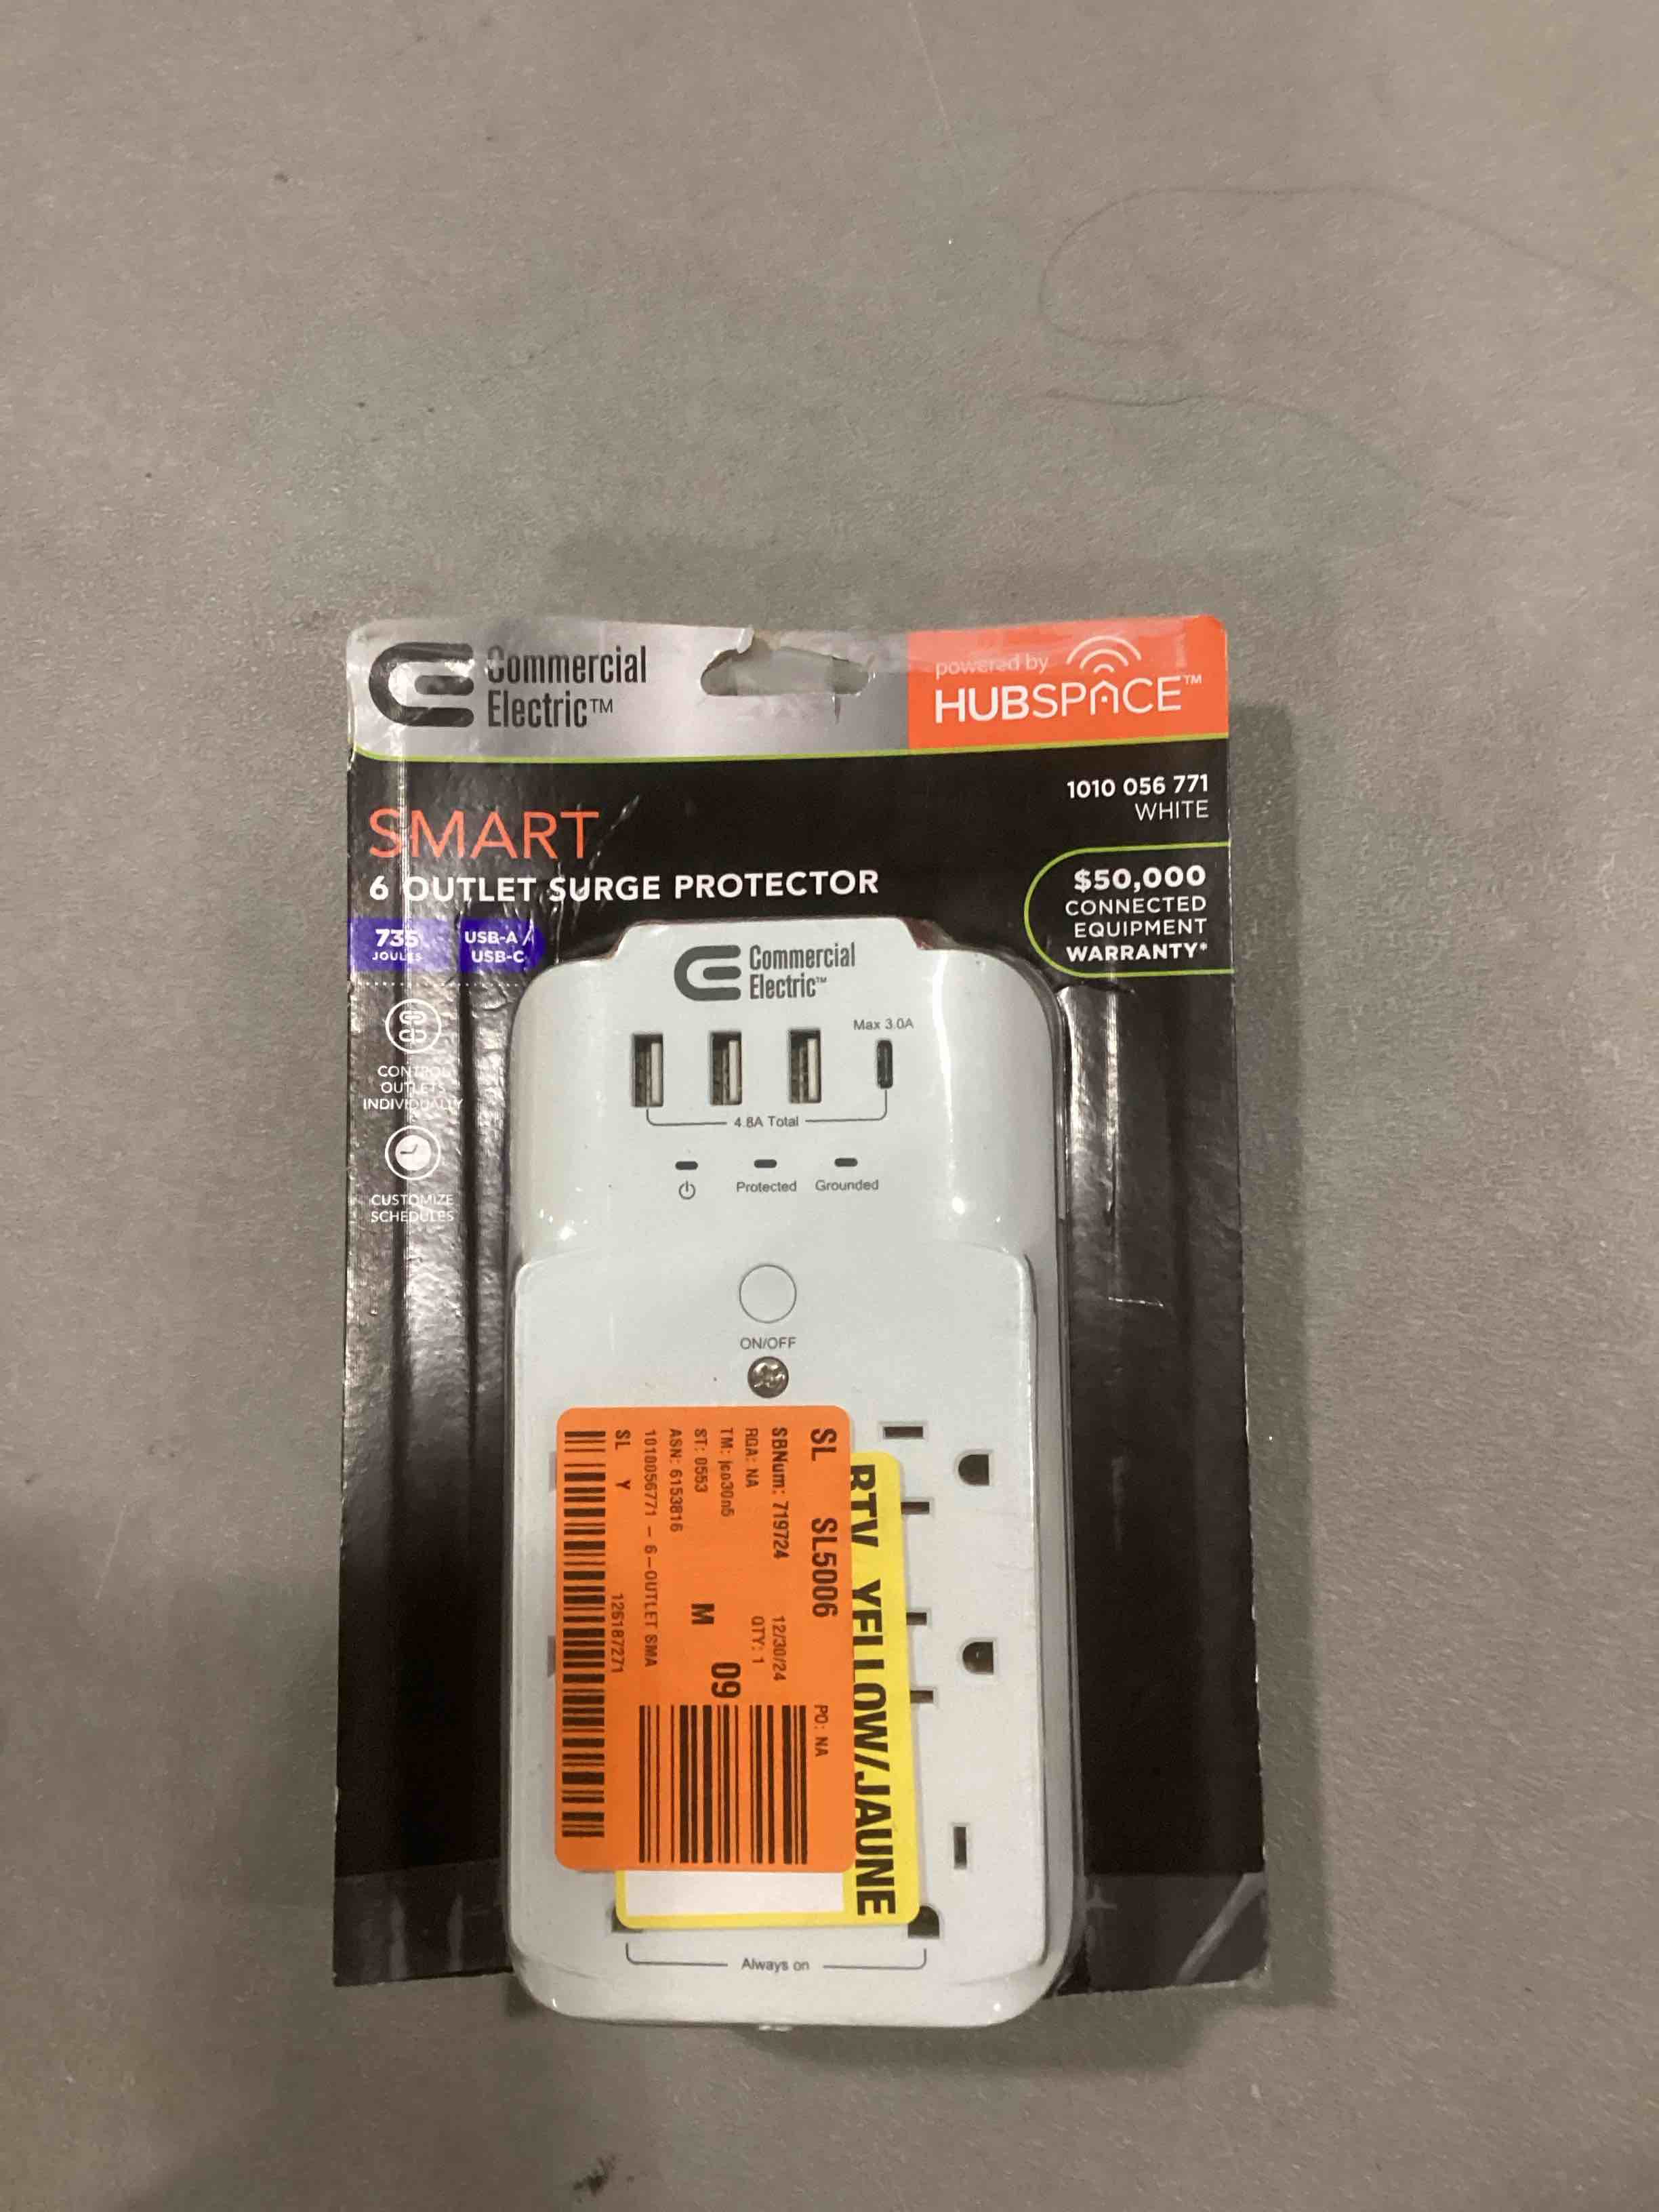 Commercial
Electric™
powered by
HUBSPACE™
1010 056 771
WHITE
SMART
6 OUTLET SURGE PROTECTOR
$50,000
CONNECTED
EQUIPMENT
WARRANTY*
735
JOULES
USB-A /
USB-C
CONTROL
OUTLETS
INDIVIDUALLY
CUSTOMIZE
SCHEDULES
Commercial
Electric™
Max 3.0A
4.8A Total
Protected
Grounded
ON/OFF
SL SL5006 PO: NA
SBNum: 719724 12/30/24
RGA: NA QTY: 1
TM: jco30n5 09
ST: 0553 M
ASN: 6153816
1010056771 – 6-OUTLET SMA
SL Y 126187271
RTV YELLOW/JAUNE
Always on